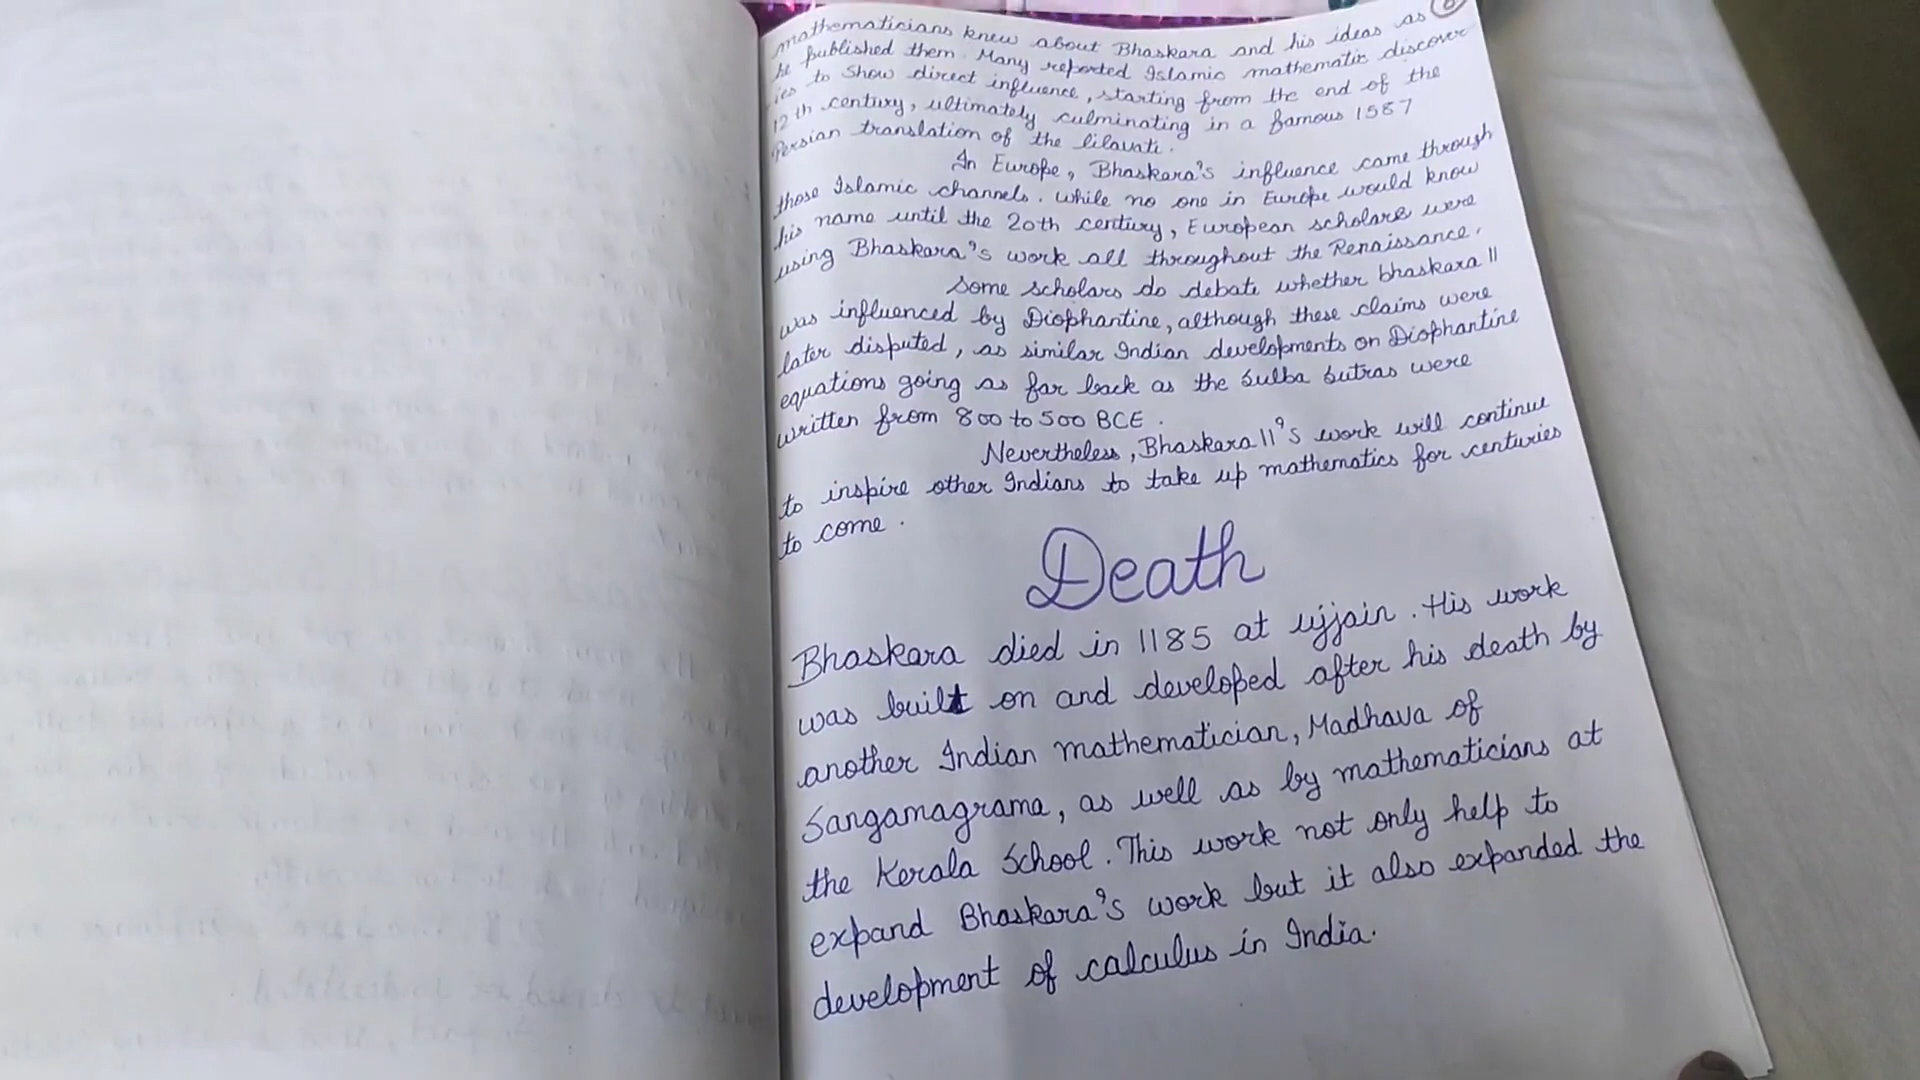 mathematicians knew about Bhaskara and his ideas as
he published them. Many reported Islamic mathematic discover
ies to show direct influence, starting from the end of the
12th century, ultimately culminating in a famous 1587
Persian translation of the lilavati.
In Europe, Bhaskara's influence came through
those Islamic channels. While no one in Europe would know
his name until the 20th century, European scholars were
using Bhaskara's work all throughout the Renaissance.
Some scholars do debate whether bhaskara II
was influenced by Diophantine, although these claims were
later disputed, as similar Indian developments on Diophantine
equations going as far back as the Sulba Sutras were
written from 800 to 500 BCE.
Nevertheless, Bhaskara II's work will continue
to inspire other Indians to take up mathematics for centuries
to come.
Death
Bhaskara died in 1185 at ujjain. His work
was built on and developed after his death by
another Indian mathematician, Madhava of
Sangamagrama, as well as by mathematicians at
the Kerala School. This work not only help to
expand Bhaskara's work but it also expanded the
development of calculus in India.